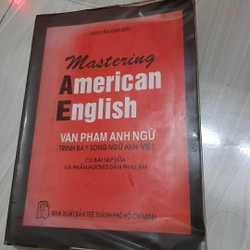 Mastering
American
English
VĂN PHẠM ANH NGỮ
TRÌNH BÀY SONG NGỮ ANH-VIỆT
CÓ BÀI TẬP SỬA
VÀ PHẦN HƯỚNG DẪN PHÁT ÂM
NHÀ XUẤT BẢN TRẺ THÀNH PHỐ HỒ CHÍ MINH